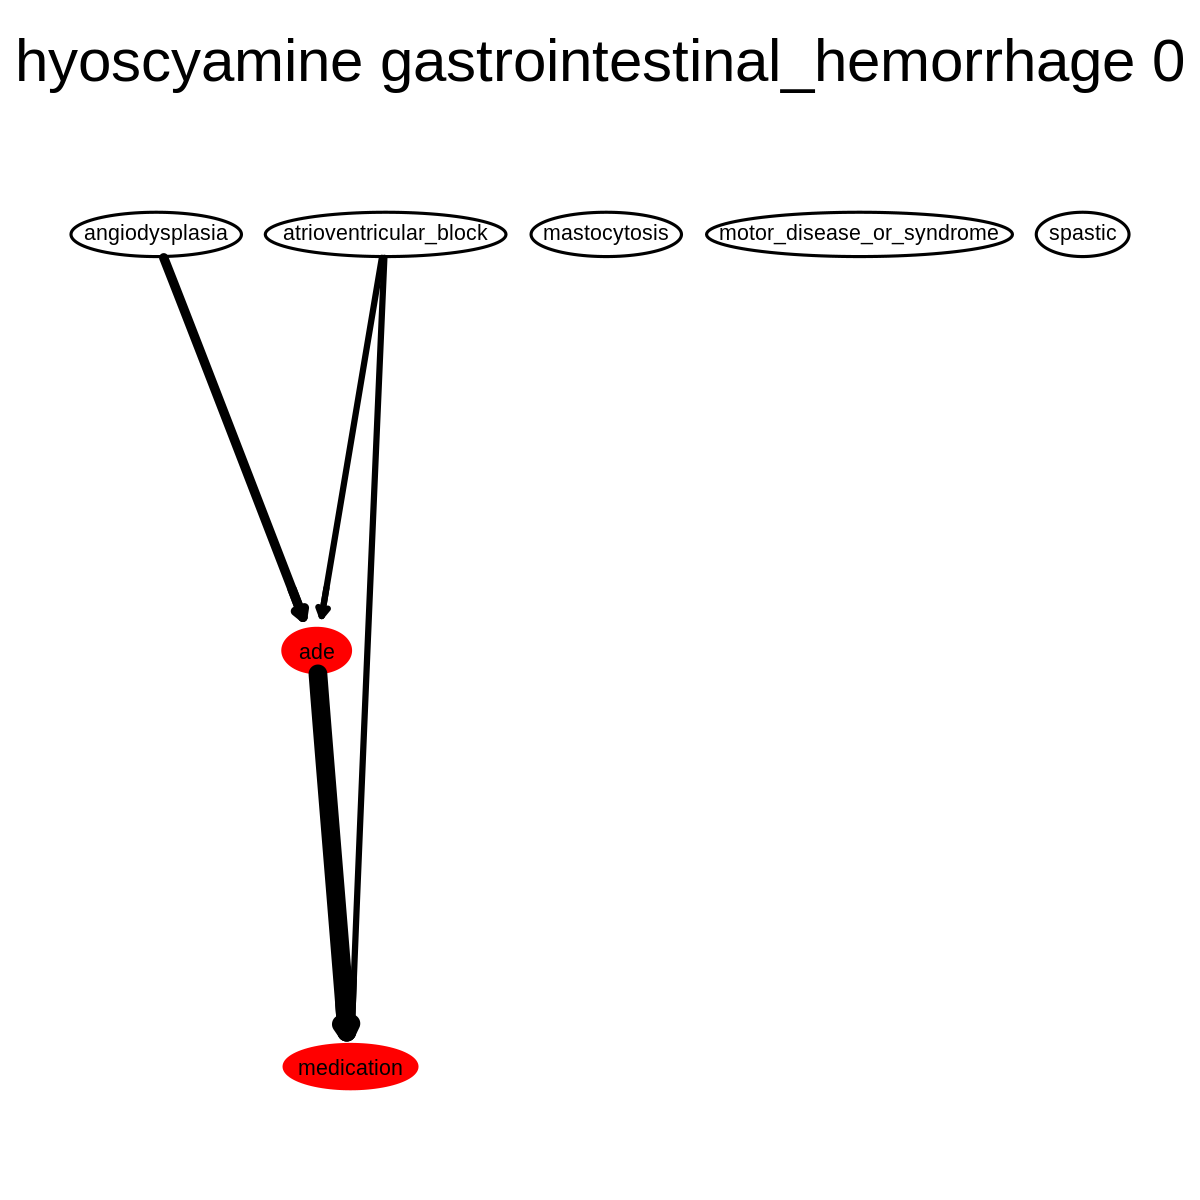 hyoscyamine gastrointestinal_hemorrhage 0
angiodysplasia atrioventricular_block mastocytosis motor_disease_or_syndrome spastic
ade
medication